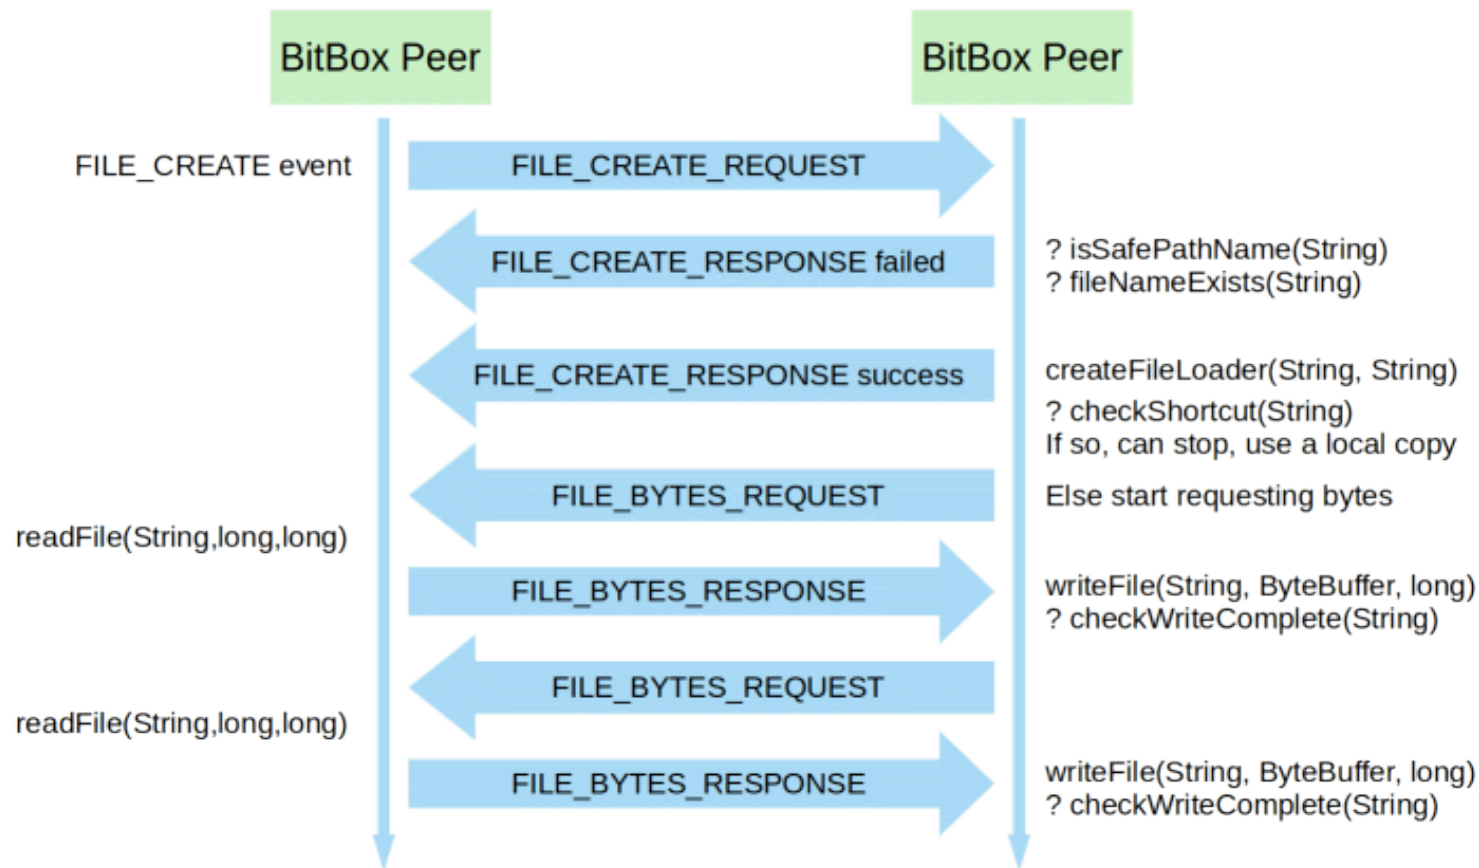 BitBox Peer
BitBox Peer
FILE_CREATE event
FILE_CREATE_REQUEST
FILE_CREATE_RESPONSE failed
? isSafePathName(String)
? fileNameExists(String)
FILE_CREATE_RESPONSE success
createFileLoader(String, String)
? checkShortcut(String)
If so, can stop, use a local copy
FILE_BYTES_REQUEST
Else start requesting bytes
readFile(String,long,long)
FILE_BYTES_RESPONSE
writeFile(String, ByteBuffer, long)
? checkWriteComplete(String)
FILE_BYTES_REQUEST
readFile(String,long,long)
FILE_BYTES_RESPONSE
writeFile(String, ByteBuffer, long)
? checkWriteComplete(String)